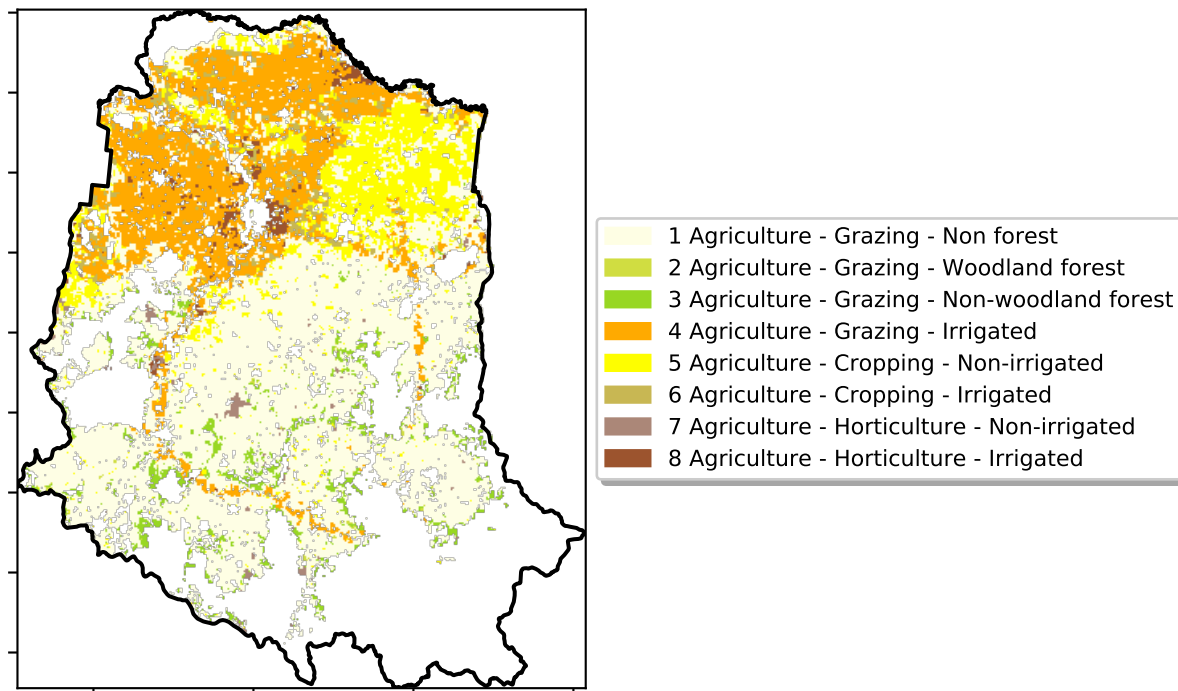 1 Agriculture - Grazing - Non forest
2 Agriculture - Grazing - Woodland forest
3 Agriculture - Grazing - Non-woodland forest
4 Agriculture - Grazing - Irrigated
5 Agriculture - Cropping - Non-irrigated
6 Agriculture - Cropping - Irrigated
7 Agriculture - Horticulture - Non-irrigated
8 Agriculture - Horticulture - Irrigated